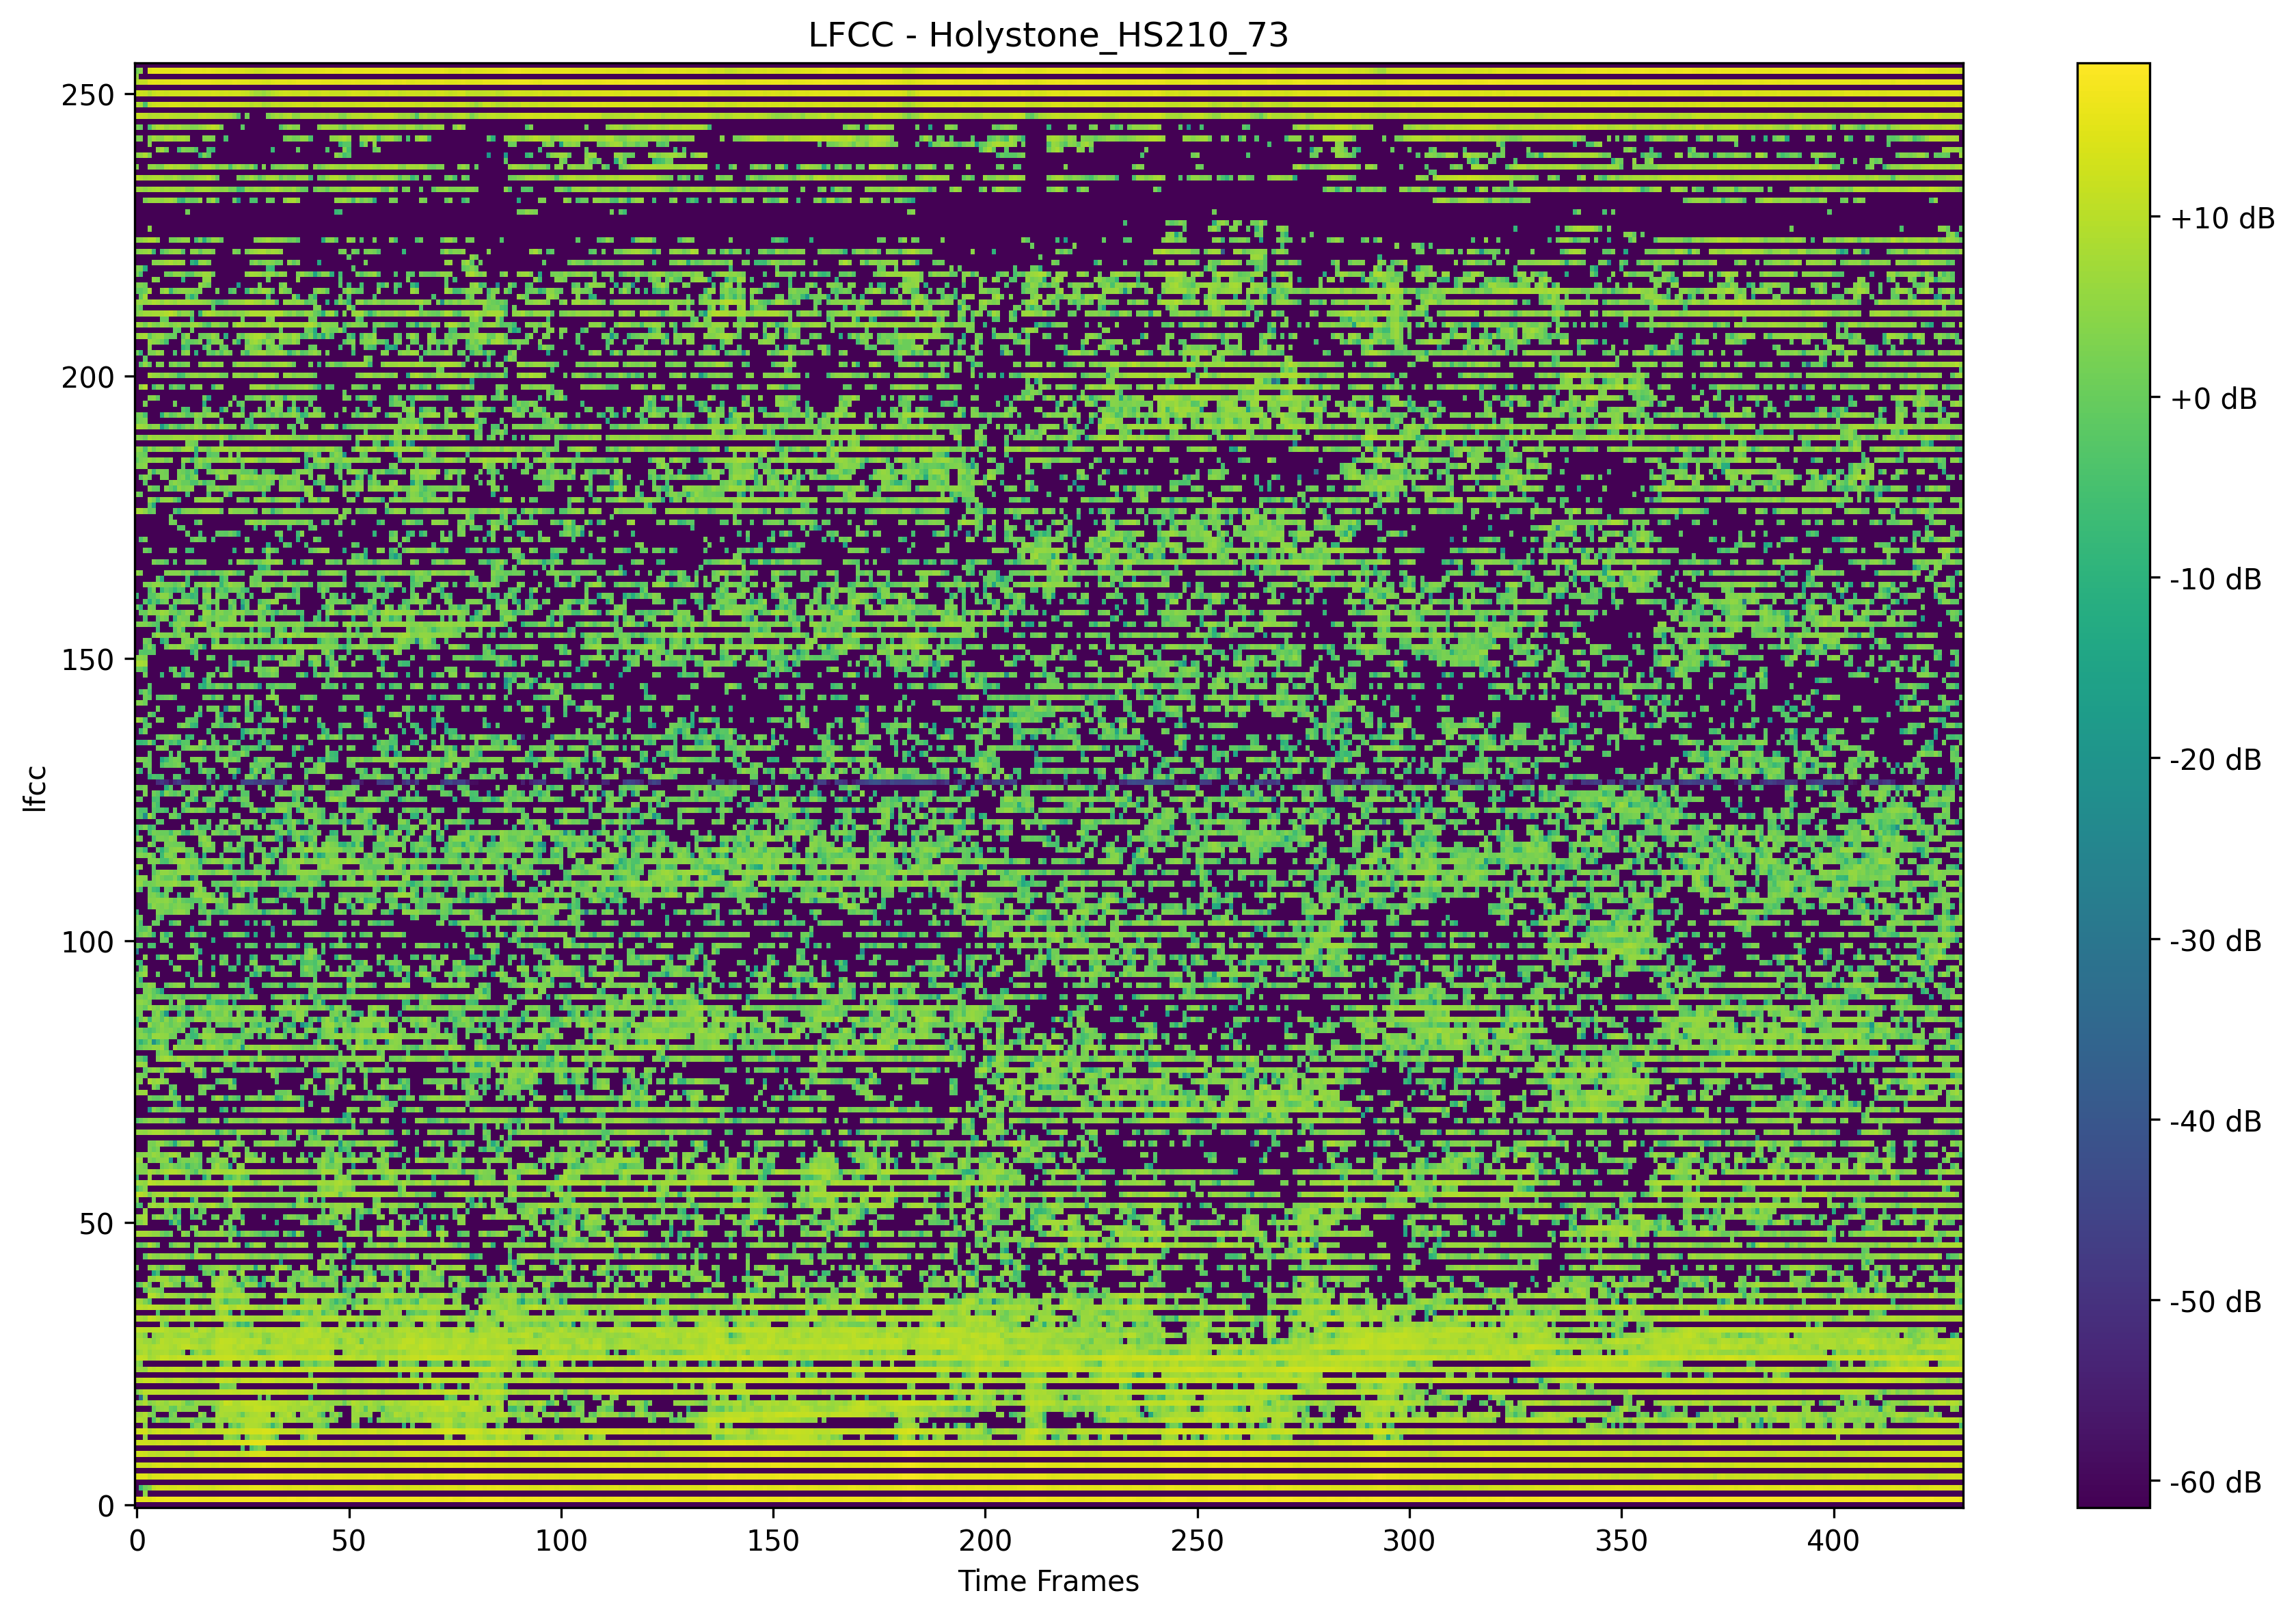 LFCC - Holystone_HS210_73
250
200
150
100
50
0
lfcc
0 50 100 150 200 250 300 350 400
Time Frames
+10 dB
+0 dB
-10 dB
-20 dB
-30 dB
-40 dB
-50 dB
-60 dB